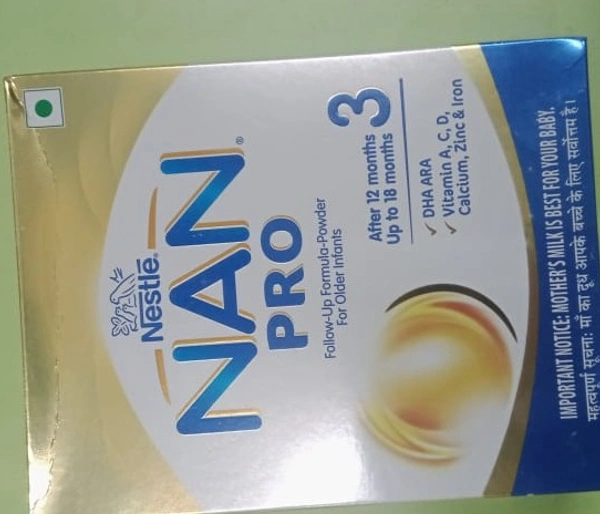 Nestlé®
NAN®
PRO
3
Follow-Up Formula-Powder
For Older Infants
After 12 months
Up to 18 months
✓ DHA ARA
✓ Vitamin A, C, D,
Calcium, Zinc & Iron
IMPORTANT NOTICE: MOTHER'S MILK IS BEST FOR YOUR BABY.
महत्वपूर्ण सूचना: माँ का दूध आपके बच्चे के लिए सर्वोत्तम है।